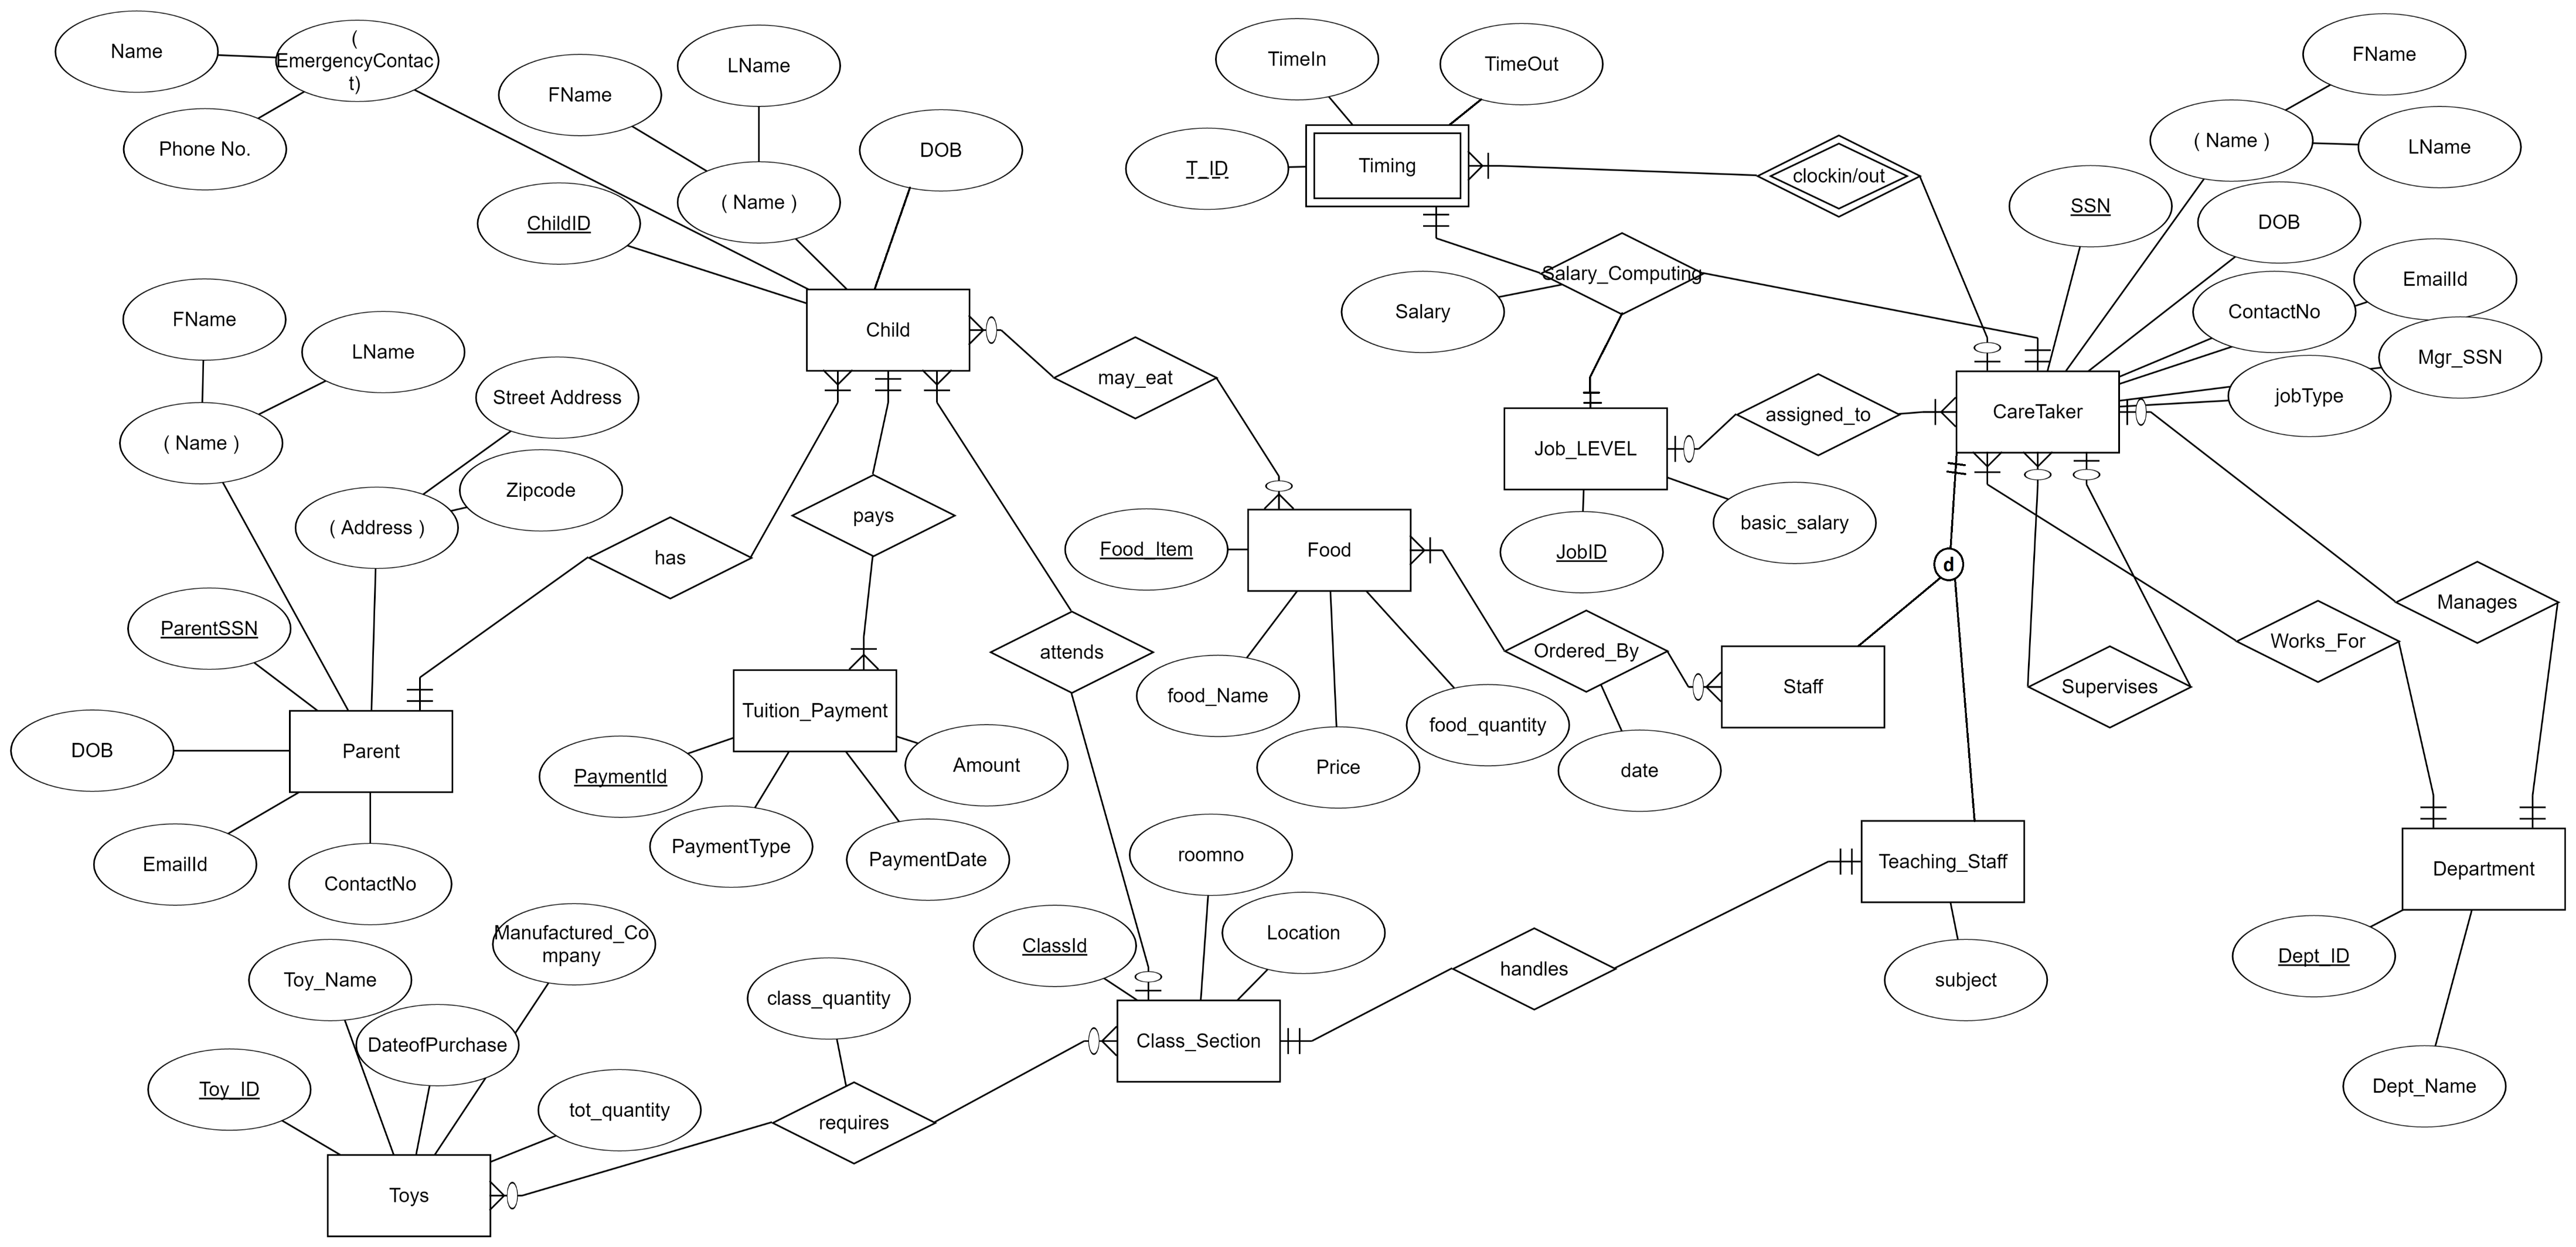 Name
(
EmergencyContac
t)
Phone No.
FName
LName
( Name )
DOB
ChildID
Child
TimeIn
TimeOut
T_ID
Timing
clockin/out
Salary_Computing
Salary
FName
( Name )
LName
SSN
DOB
EmailId
ContactNo
Mgr_SSN
jobType
CareTaker
FName
LName
( Name )
Street Address
Zipcode
( Address )
may_eat
Job_LEVEL
assigned_to
basic_salary
JobID
pays
has
Food_Item
Food
d
Manages
Works_For
Supervises
Ordered_By
Staff
attends
ParentSSN
DOB
Parent
EmailId
ContactNo
Tuition_Payment
PaymentId
Amount
PaymentType
PaymentDate
food_Name
food_quantity
Price
date
roomno
Location
ClassId
Teaching_Staff
subject
handles
Department
Dept_ID
Dept_Name
Manufactured_Co
mpany
Toy_Name
DateofPurchase
Toy_ID
tot_quantity
class_quantity
requires
Class_Section
Toys